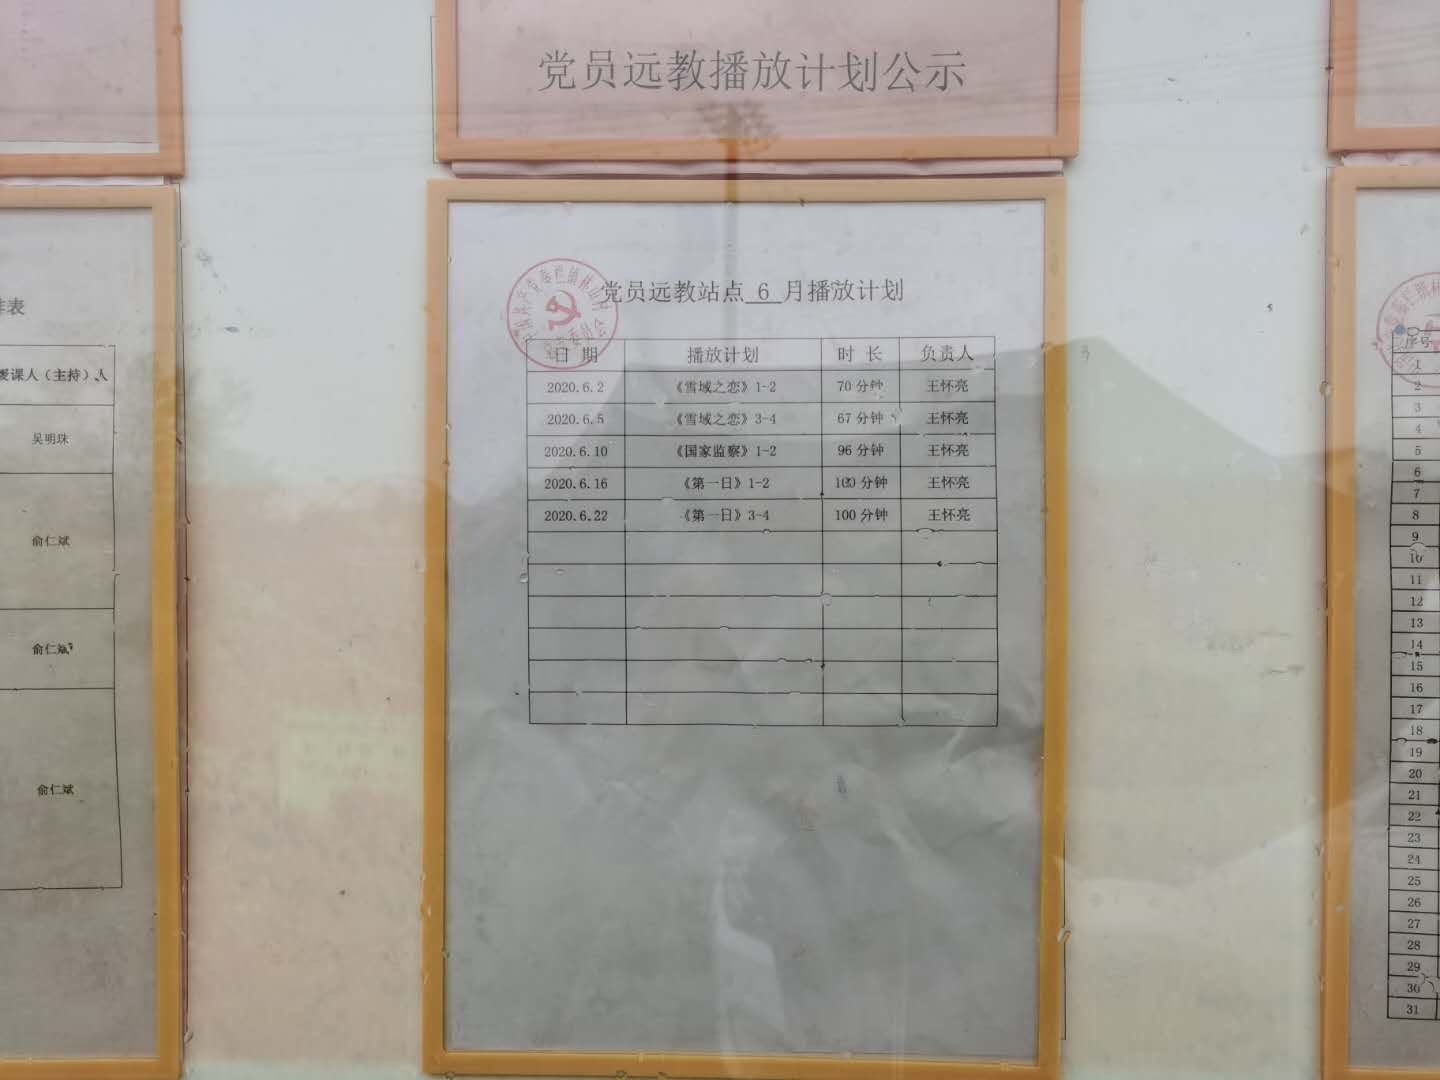 党员远教播放计划公示
党员远教站点 6 月播放计划
日 期 播放计划 时 长 负责人
2020.6.2 《雪域之恋》1-2 70 分钟 王怀亮
2020.6.5 《雪域之恋》3-4 67 分钟 王怀亮
2020.6.10 《国家监察》1-2 96 分钟 王怀亮
2020.6.16 《第一日》1-2 100 分钟 王怀亮
2020.6.22 《第一日》3-4 100 分钟 王怀亮
表
授课人（主持）人
吴明珠
俞仁斌
俞仁斌
俞仁斌
序号
1
2
3
4
5
6
7
8
9
10
11
12
13
14
15
16
17
18
19
20
21
22
23
24
25
26
27
28
29
30
31